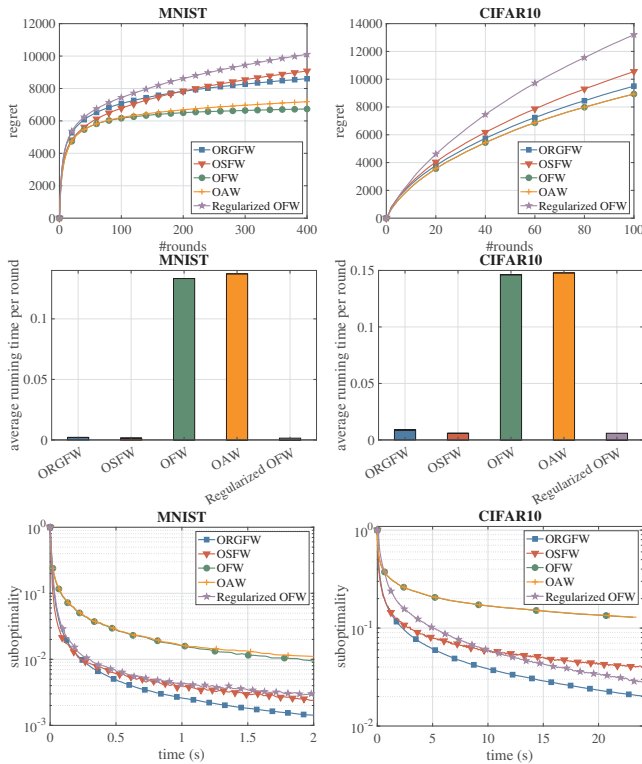 MNIST
regret
12000
10000
8000
6000
4000
2000
0
ORGFW
OSFW
OFW
OAW
Regularized OFW
0 100 200 300 400
#rounds
CIFAR10
regret
14000
12000
10000
8000
6000
4000
2000
0
ORGFW
OSFW
OFW
OAW
Regularized OFW
0 20 40 60 80 100
#rounds
MNIST
average running time per round
0.1
0.05
0
ORGFW OSFW OFW OAW Regularized OFW
CIFAR10
average running time per round
0.15
0.1
0.05
0
ORGFW OSFW OFW OAW Regularized OFW
MNIST
suboptimality
10^0
10^-1
10^-2
10^-3
ORGFW
OSFW
OFW
OAW
Regularized OFW
0 0.5 1 1.5 2
time (s)
CIFAR10
suboptimality
10^0
10^-1
10^-2
ORGFW
OSFW
OFW
OAW
Regularized OFW
0 5 10 15 20
time (s)